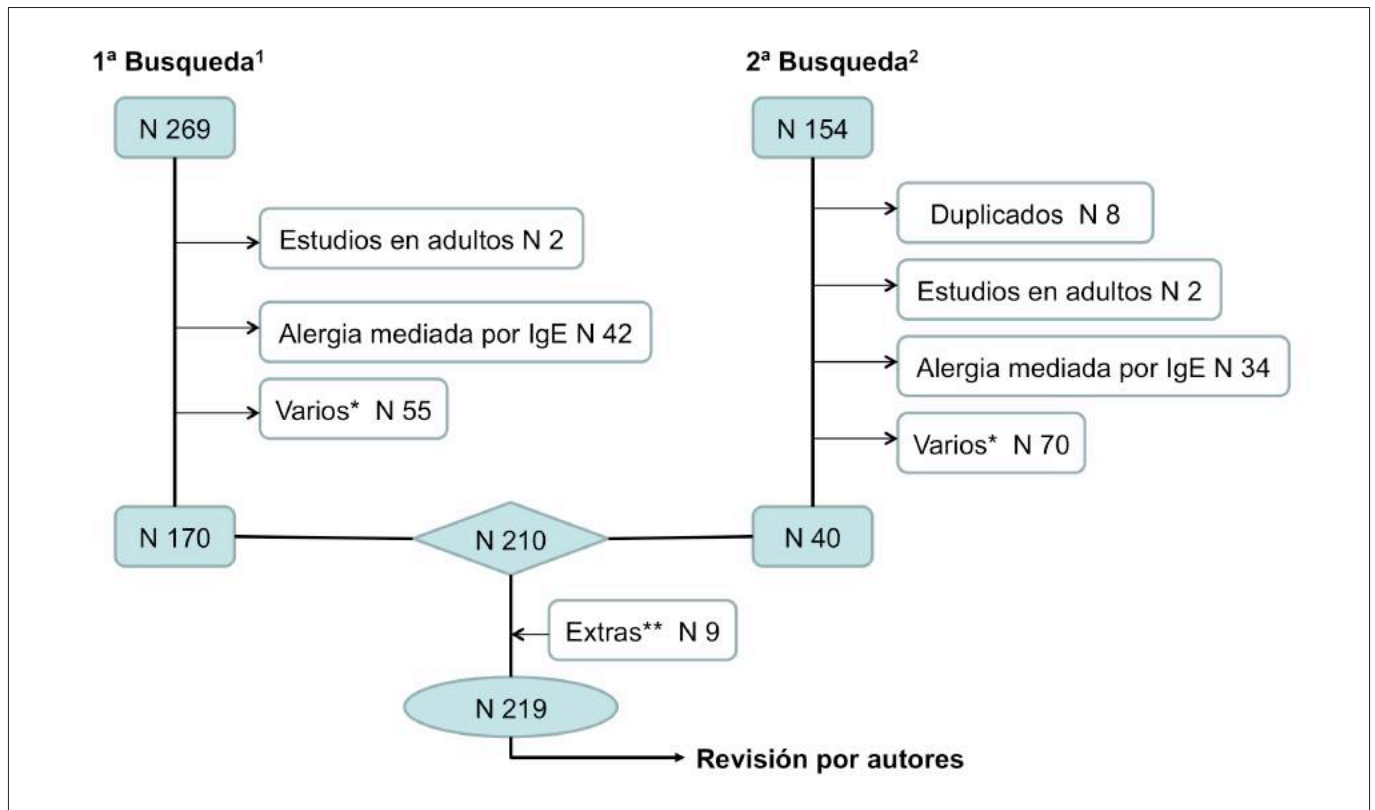 1ª Busqueda¹
N 269
Estudios en adultos N 2
Alergia mediada por IgE N 42
Varios* N 55
N 170
2ª Busqueda²
N 154
Duplicados N 8
Estudios en adultos N 2
Alergia mediada por IgE N 34
Varios* N 70
N 40
N 210
Extras** N 9
N 219
Revisión por autores